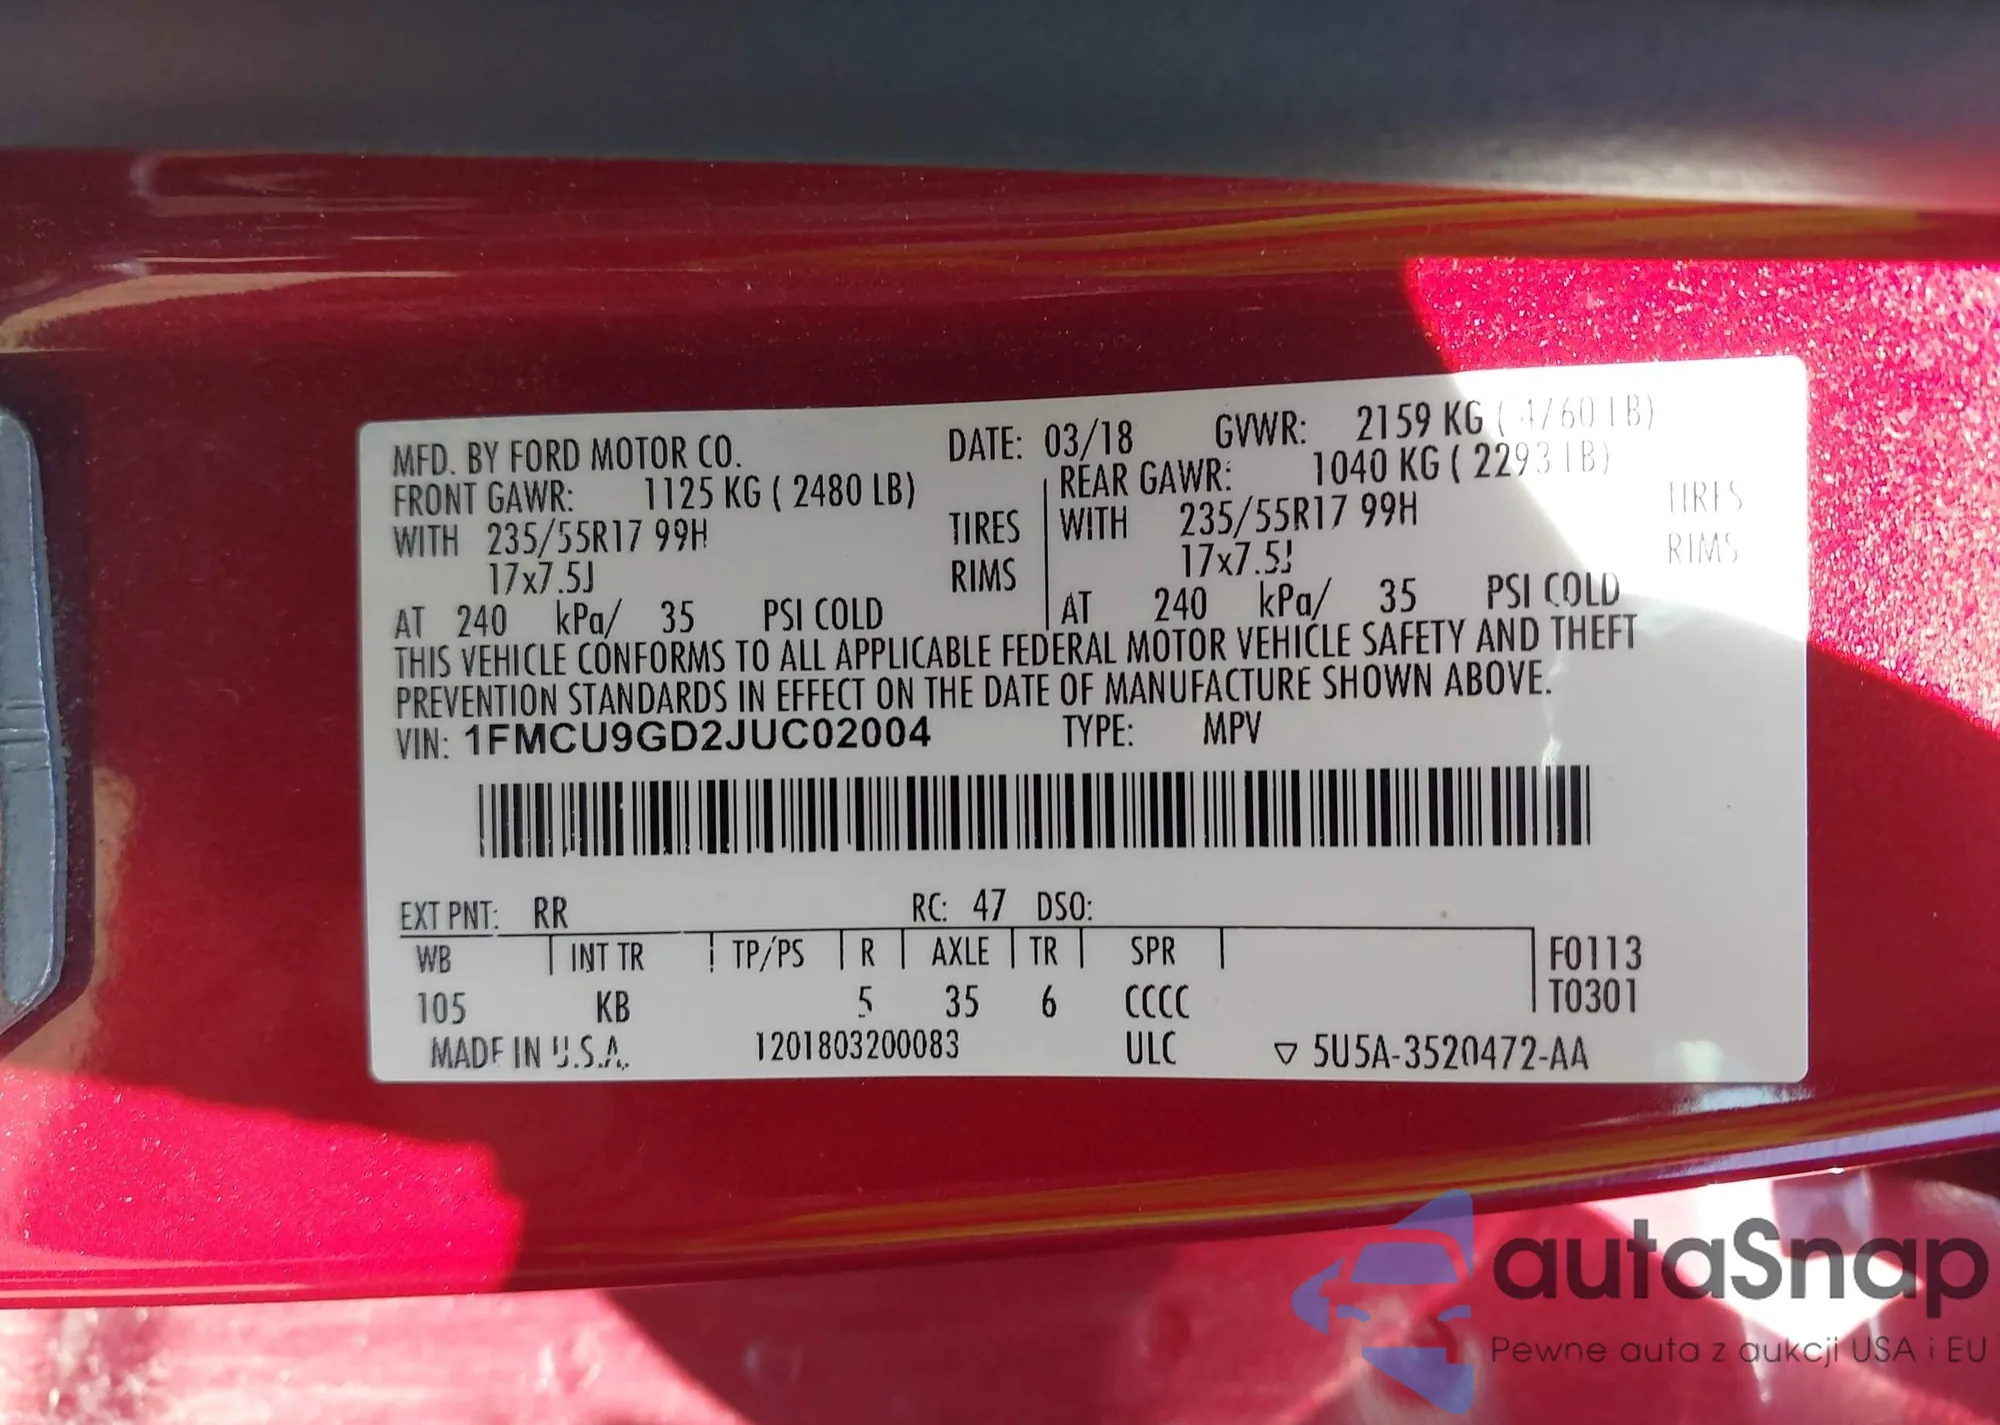 MFD. BY FORD MOTOR CO. DATE: 03/18 GVWR: 2159 KG ( 4760 LB)
FRONT GAWR: 1125 KG ( 2480 LB) REAR GAWR: 1040 KG ( 2293 LB)
WITH 235/55R17 99H TIRES WITH 235/55R17 99H TIRES
17x7.5J RIMS 17x7.5J RIMS
AT 240 kPa/ 35 PSI COLD AT 240 kPa/ 35 PSI COLD
THIS VEHICLE CONFORMS TO ALL APPLICABLE FEDERAL MOTOR VEHICLE SAFETY AND THEFT
PREVENTION STANDARDS IN EFFECT ON THE DATE OF MANUFACTURE SHOWN ABOVE.
VIN: 1FMCU9GD2JUC02004 TYPE: MPV
EXT PNT: RR RC: 47 DSO:
WB INT TR TP/PS R AXLE TR SPR F0113
105 KB 5 35 6 CCCC T0301
MADE IN U.S.A. 1201803200083 ULC ▽ 5U5A-3520472-AA
autaSnap
Pewne auta z aukcji USA i EU